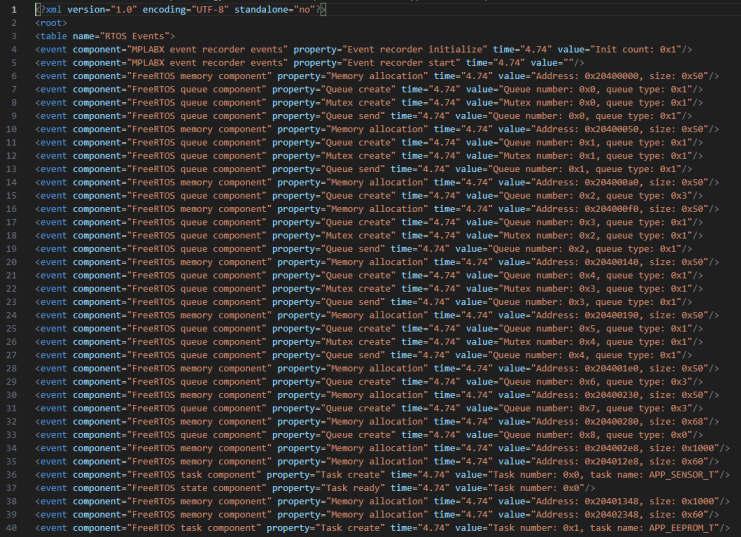 1 <?xml version="1.0" encoding="UTF-8" standalone="no"?>
2 <root>
3 <table name="RTOS Events">
4 <event component="MPLABX event recorder events" property="Event recorder initialize" time="4.74" value="Init count: 0x1"/>
5 <event component="MPLABX event recorder events" property="Event recorder start" time="4.74" value=""/>
6 <event component="FreeRTOS memory component" property="Memory allocation" time="4.74" value="Address: 0x20400000, size: 0x50"/>
7 <event component="FreeRTOS queue component" property="Queue create" time="4.74" value="Queue number: 0x0, queue type: 0x1"/>
8 <event component="FreeRTOS queue component" property="Mutex create" time="4.74" value="Mutex number: 0x0, queue type: 0x1"/>
9 <event component="FreeRTOS queue component" property="Queue send" time="4.74" value="Queue number: 0x0, queue type: 0x1"/>
10 <event component="FreeRTOS memory component" property="Memory allocation" time="4.74" value="Address: 0x20400050, size: 0x50"/>
11 <event component="FreeRTOS queue component" property="Queue create" time="4.74" value="Queue number: 0x1, queue type: 0x1"/>
12 <event component="FreeRTOS queue component" property="Mutex create" time="4.74" value="Mutex number: 0x1, queue type: 0x1"/>
13 <event component="FreeRTOS queue component" property="Queue send" time="4.74" value="Queue number: 0x1, queue type: 0x1"/>
14 <event component="FreeRTOS memory component" property="Memory allocation" time="4.74" value="Address: 0x204000a0, size: 0x50"/>
15 <event component="FreeRTOS queue component" property="Queue create" time="4.74" value="Queue number: 0x2, queue type: 0x3"/>
16 <event component="FreeRTOS memory component" property="Memory allocation" time="4.74" value="Address: 0x204000f0, size: 0x50"/>
17 <event component="FreeRTOS queue component" property="Queue create" time="4.74" value="Queue number: 0x3, queue type: 0x1"/>
18 <event component="FreeRTOS queue component" property="Mutex create" time="4.74" value="Mutex number: 0x2, queue type: 0x1"/>
19 <event component="FreeRTOS queue component" property="Queue send" time="4.74" value="Queue number: 0x2, queue type: 0x1"/>
20 <event component="FreeRTOS memory component" property="Memory allocation" time="4.74" value="Address: 0x20400140, size: 0x50"/>
21 <event component="FreeRTOS queue component" property="Queue create" time="4.74" value="Queue number: 0x4, queue type: 0x1"/>
22 <event component="FreeRTOS queue component" property="Mutex create" time="4.74" value="Mutex number: 0x3, queue type: 0x1"/>
23 <event component="FreeRTOS queue component" property="Queue send" time="4.74" value="Queue number: 0x3, queue type: 0x1"/>
24 <event component="FreeRTOS memory component" property="Memory allocation" time="4.74" value="Address: 0x20400190, size: 0x50"/>
25 <event component="FreeRTOS queue component" property="Queue create" time="4.74" value="Queue number: 0x5, queue type: 0x1"/>
26 <event component="FreeRTOS queue component" property="Mutex create" time="4.74" value="Mutex number: 0x4, queue type: 0x1"/>
27 <event component="FreeRTOS queue component" property="Queue send" time="4.74" value="Queue number: 0x4, queue type: 0x1"/>
28 <event component="FreeRTOS memory component" property="Memory allocation" time="4.74" value="Address: 0x204001e0, size: 0x50"/>
29 <event component="FreeRTOS queue component" property="Queue create" time="4.74" value="Queue number: 0x6, queue type: 0x3"/>
30 <event component="FreeRTOS memory component" property="Memory allocation" time="4.74" value="Address: 0x20400230, size: 0x50"/>
31 <event component="FreeRTOS queue component" property="Queue create" time="4.74" value="Queue number: 0x7, queue type: 0x3"/>
32 <event component="FreeRTOS memory component" property="Memory allocation" time="4.74" value="Address: 0x20400280, size: 0x68"/>
33 <event component="FreeRTOS queue component" property="Queue create" time="4.74" value="Queue number: 0x8, queue type: 0x0"/>
34 <event component="FreeRTOS memory component" property="Memory allocation" time="4.74" value="Address: 0x204002e8, size: 0x1000"/>
35 <event component="FreeRTOS memory component" property="Memory allocation" time="4.74" value="Address: 0x204012e8, size: 0x60"/>
36 <event component="FreeRTOS task component" property="Task create" time="4.74" value="Task number: 0x0, task name: APP_SENSOR_T"/>
37 <event component="FreeRTOS state component" property="Task ready" time="4.74" value="Task number: 0x0"/>
38 <event component="FreeRTOS memory component" property="Memory allocation" time="4.74" value="Address: 0x20401348, size: 0x1000"/>
39 <event component="FreeRTOS memory component" property="Memory allocation" time="4.74" value="Address: 0x20402348, size: 0x60"/>
40 <event component="FreeRTOS task component" property="Task create" time="4.74" value="Task number: 0x1, task name: APP_EEPROM_T"/>